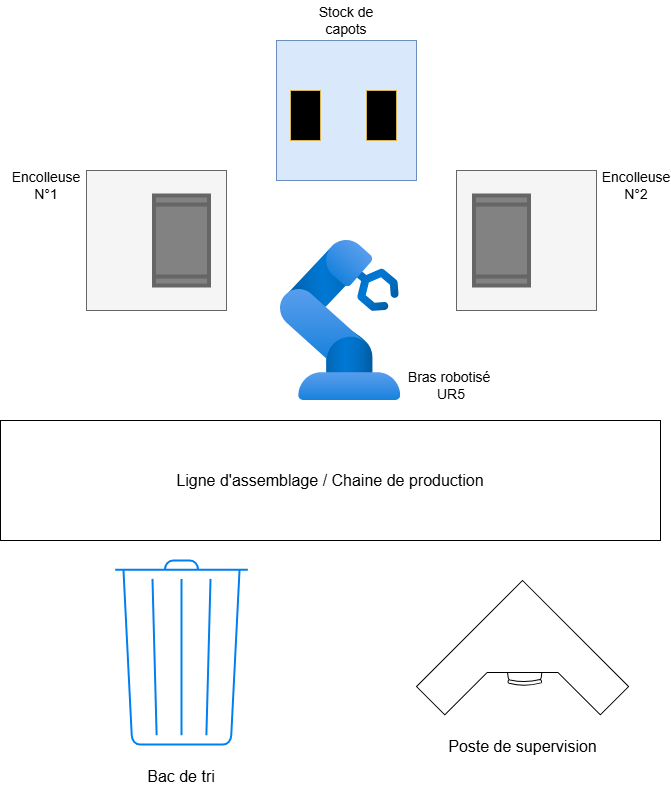 Stock de
capots
Encolleuse
N°1
Encolleuse
N°2
Bras robotisé
UR5
Ligne d'assemblage / Chaine de production
Bac de tri
Poste de supervision